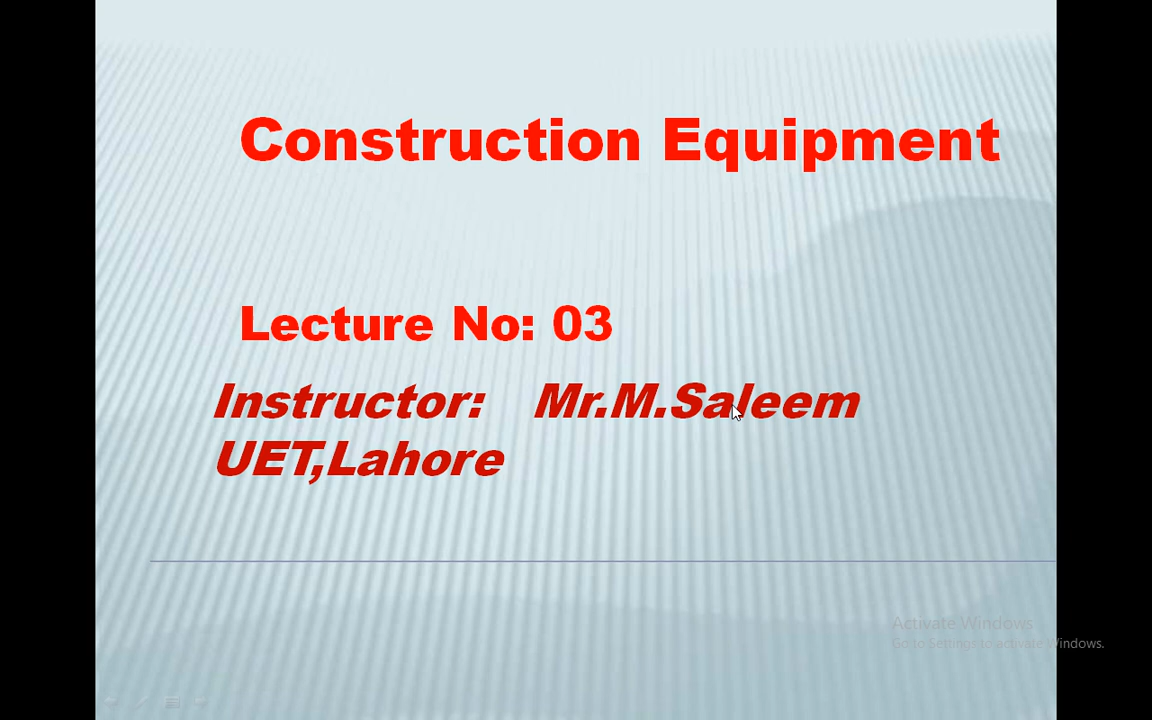 Construction Equipment
Lecture No: 03
Instructor: Mr.M.Saleem
UET,Lahore
Activate Windows
Go to Settings to activate Windows.